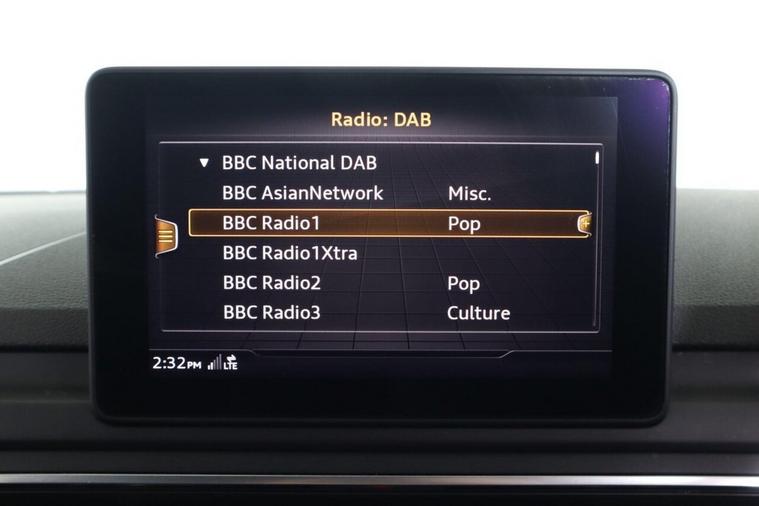 Radio: DAB
BBC National DAB
BBC AsianNetwork Misc.
BBC Radio1 Pop
BBC Radio1Xtra
BBC Radio2 Pop
BBC Radio3 Culture
2:32PM LTE